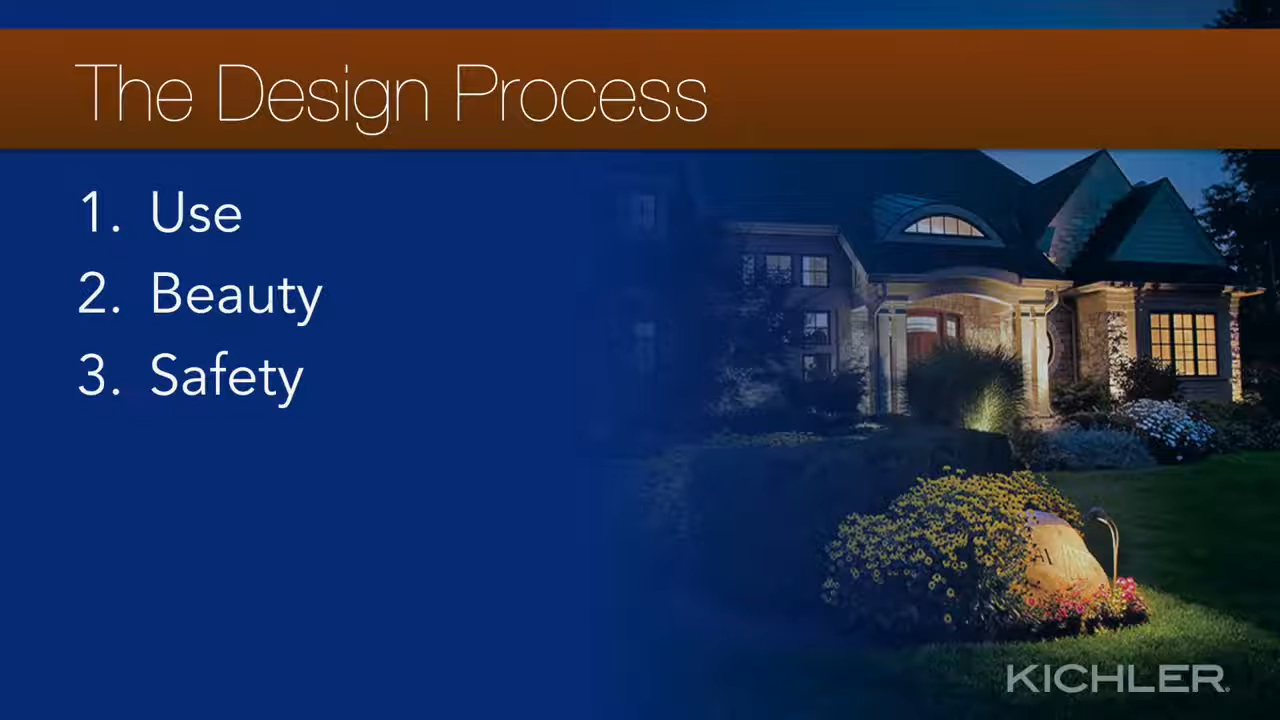 The Design Process
1. Use
2. Beauty
3. Safety
KICHLER.